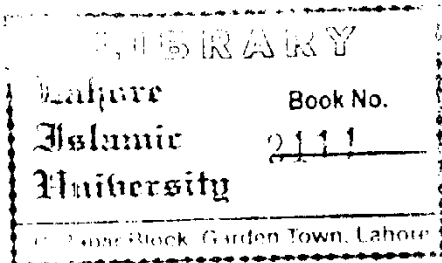 LIBRARY
Lahore
Book No.
Islamic
2111
University
Block, Garden Town, Lahore